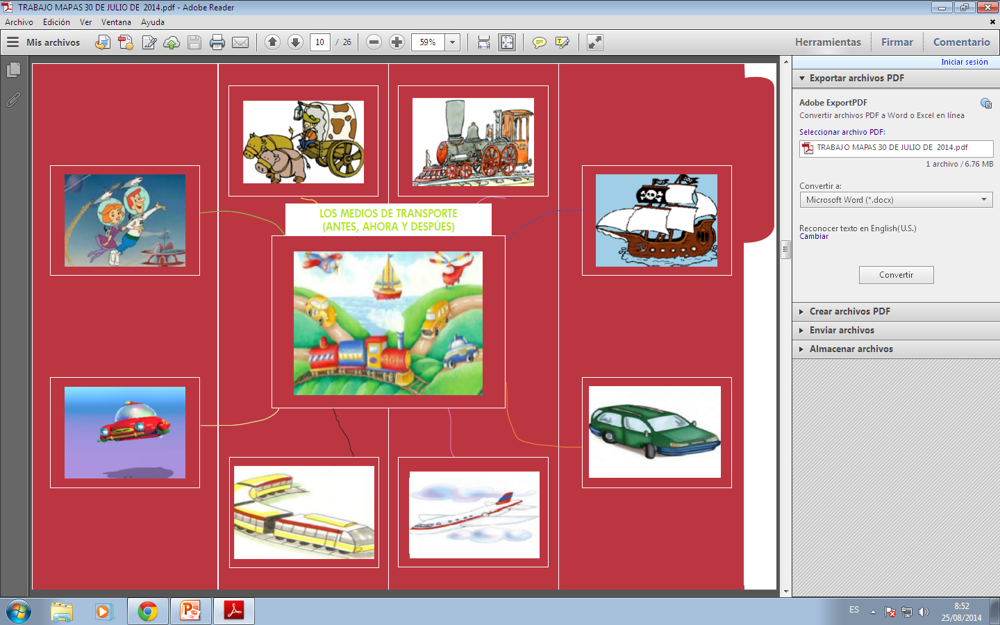 TRABAJO MAPAS 30 DE JULIO DE  2014.pdf - Adobe Reader
Archivo Edición Ver Ventana Ayuda
Mis archivos 10 / 26 59% Herramientas Firmar Comentario
Iniciar sesión
Exportar archivos PDF
Adobe ExportPDF
Convertir archivos PDF a Word o Excel en línea
Seleccionar archivo PDF:
TRABAJO MAPAS 30 DE JULIO DE  2014.pdf
1 archivo / 6.76 MB
Convertir a:
Microsoft Word (*.docx)
Reconocer texto en English(U.S.)
Cambiar
Convertir
Crear archivos PDF
Enviar archivos
Almacenar archivos
LOS MEDIOS DE TRANSPORTE
(ANTES, AHORA Y DESPÚES)
301
ES
8:52
25/08/2014